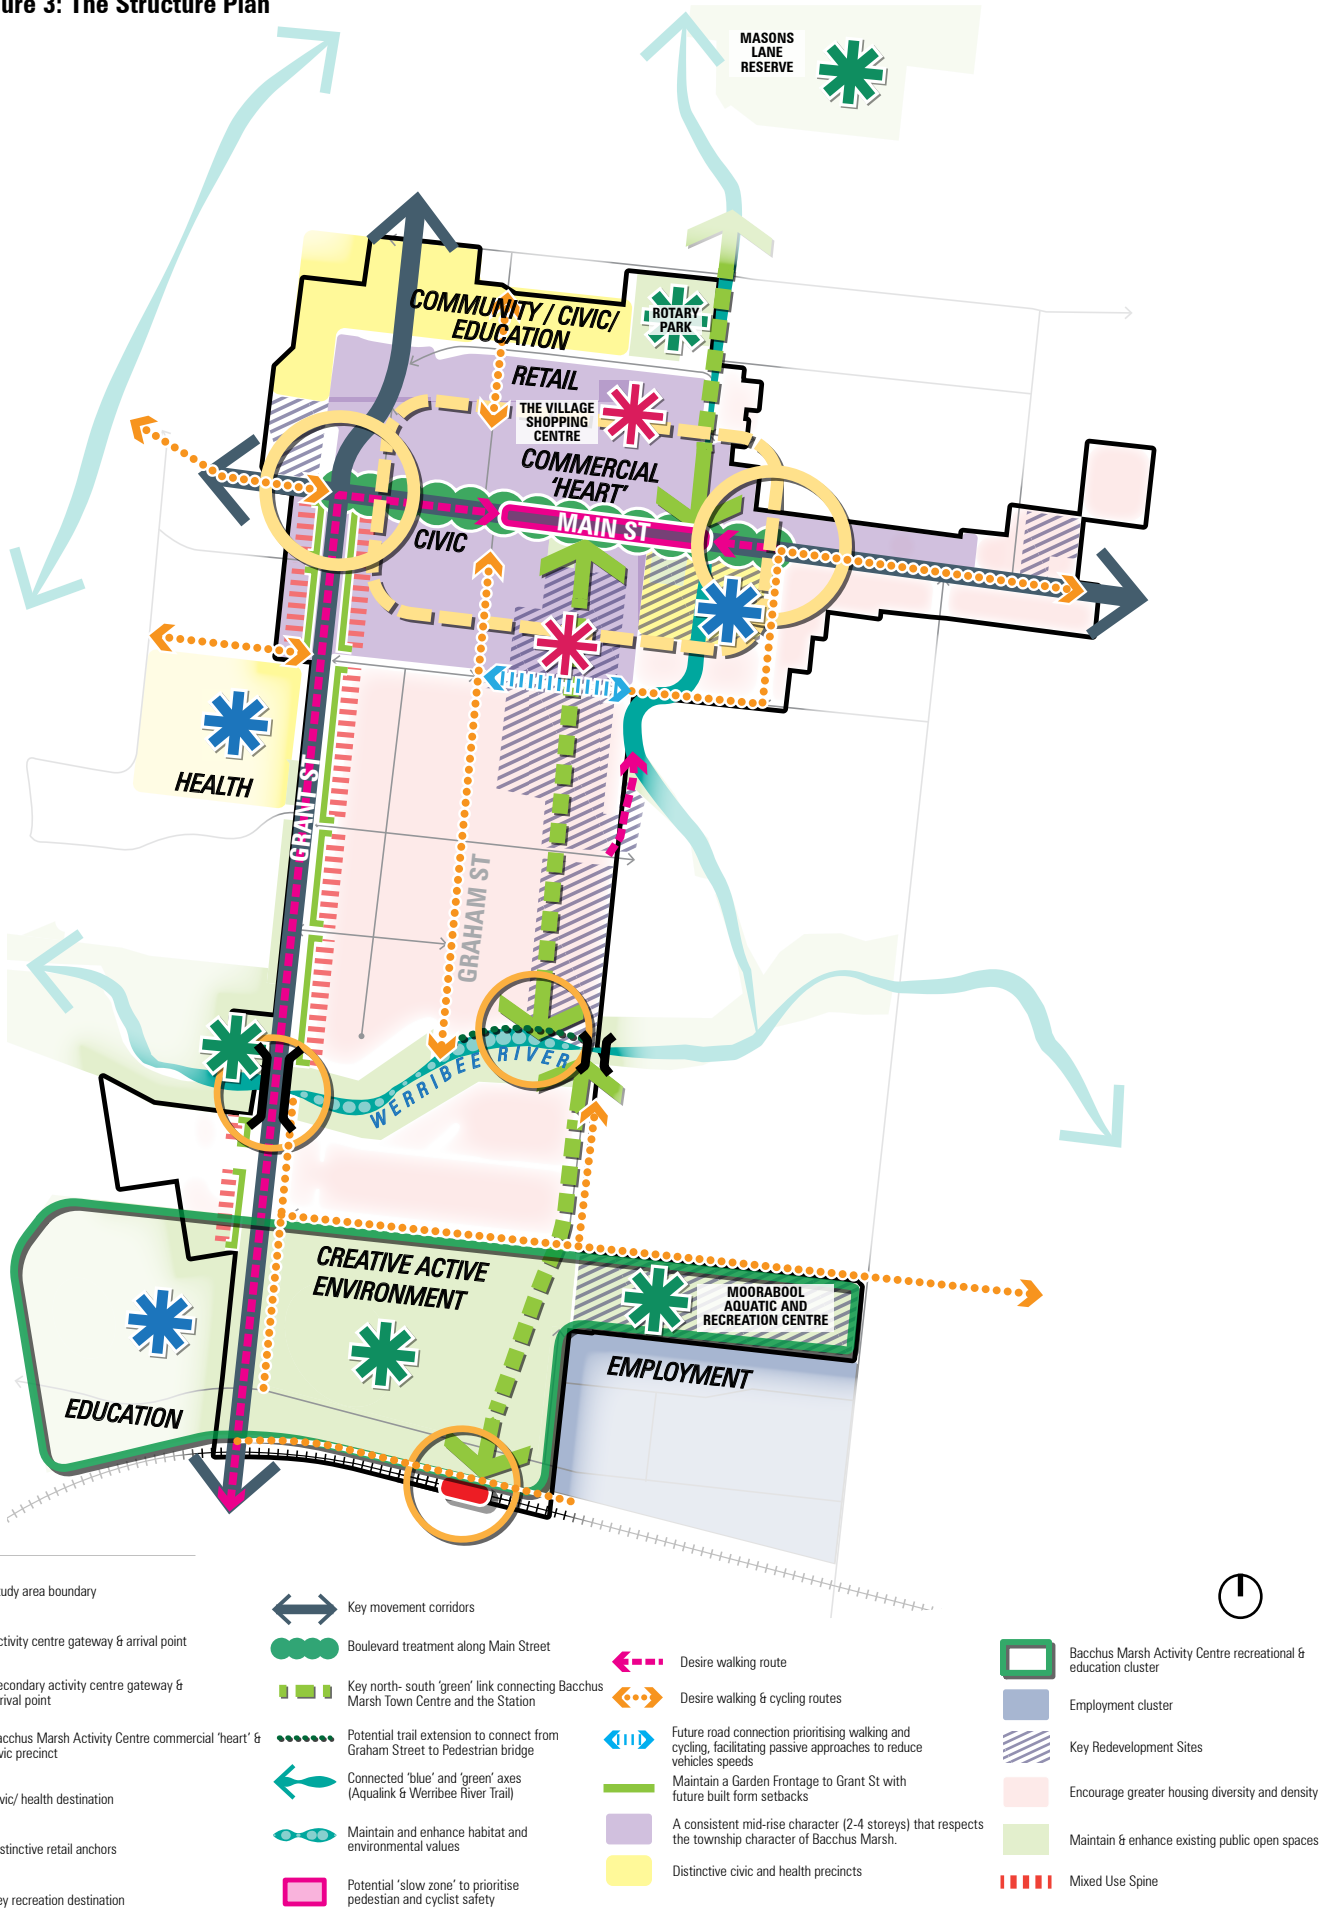 ure 3: The Structure Plan
MASONS
LANE
RESERVE
COMMUNITY / CIVIC/
EDUCATION
ROTARY
PARK
RETAIL
THE VILLAGE
SHOPPING
CENTRE
COMMERCIAL
'HEART'
MAIN ST
CIVIC
HEALTH
GRANT ST
GRAHAM ST
WERRIBEE RIVER
CREATIVE ACTIVE
ENVIRONMENT
MOORABOOL
AQUATIC AND
RECREATION CENTRE
EMPLOYMENT
EDUCATION
tudy area boundary
ctivity centre gateway & arrival point
econdary activity centre gateway &
rival point
acchus Marsh Activity Centre commercial 'heart' &
vic precinct
vic/ health destination
stinctive retail anchors
ey recreation destination
Key movement corridors
Boulevard treatment along Main Street
Key north- south 'green' link connecting Bacchus
Marsh Town Centre and the Station
Potential trail extension to connect from
Graham Street to Pedestrian bridge
Connected 'blue' and 'green' axes
(Aqualink & Werribee River Trail)
Maintain and enhance habitat and
environmental values
Potential 'slow zone' to prioritise
pedestian and cyclist safety
Desire walking route
Desire walking & cycling routes
Future road connection prioritising walking and
cycling, facilitating passive approaches to reduce
vehicles speeds
Maintain a Garden Frontage to Grant St with
future built form setbacks
A consistent mid-rise character (2-4 storeys) that respects
the township character of Bacchus Marsh.
Distinctive civic and health precincts
Bacchus Marsh Activity Centre recreational &
education cluster
Employment cluster
Key Redevelopment Sites
Encourage greater housing diversity and density
Maintain & enhance existing public open spaces
Mixed Use Spine